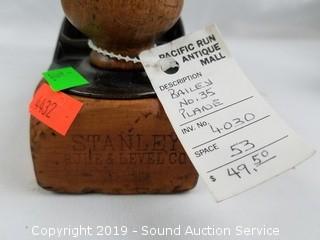 PACIFIC RUN
ANTIQUE
MALL
DESCRIPTION
BAILEY
NO. 35
PLANE
INV. NO. 4030
SPACE 53
$ 49.50
4432
STANLEY
RULE & LEVEL CO
Copyright 2019 - Sound Auction Service